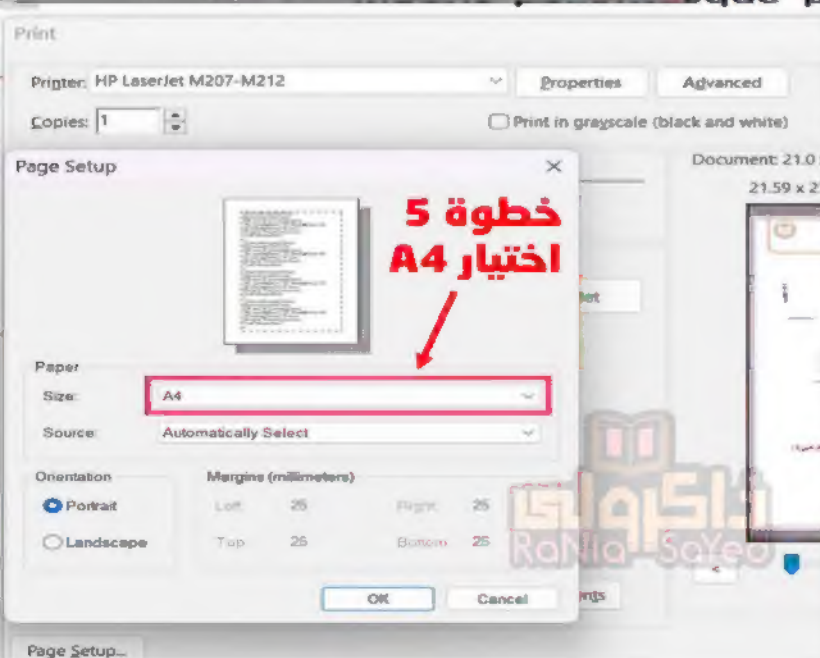 Print
Printer: HP LaserJet M207-M212
Properties
Advanced
Copies: 1
Print in grayscale (black and white)
Page Setup
Document: 21.0
21.59 x 2
خطوة 5
اختيار A4
Paper
Size: A4
Source: Automatically Select
Orientation
Portrait
Landscape
Margins (millimeters)
Left: 25 Right: 25
Top: 25 Bottom: 25
OK
Cancel
ذاكرولي
RaNia SaYed
<
nts
Page Setup...